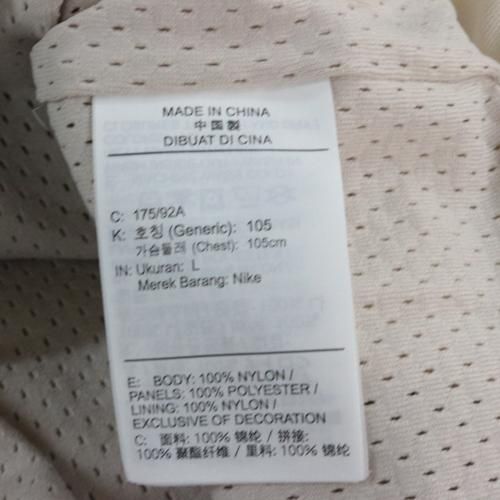 MADE IN CHINA
中国製
DIBUAT DI CINA
C: 175/92A
K: 호칭 (Generic): 105
가슴둘레 (Chest): 105cm
IN: Ukuran: L
Merek Barang: Nike
E: BODY: 100% NYLON /
PANELS: 100% POLYESTER /
LINING: 100% NYLON /
EXCLUSIVE OF DECORATION
C: 面料: 100% 锦纶 / 拼接:
100% 聚酯纤维 / 里料: 100% 锦纶